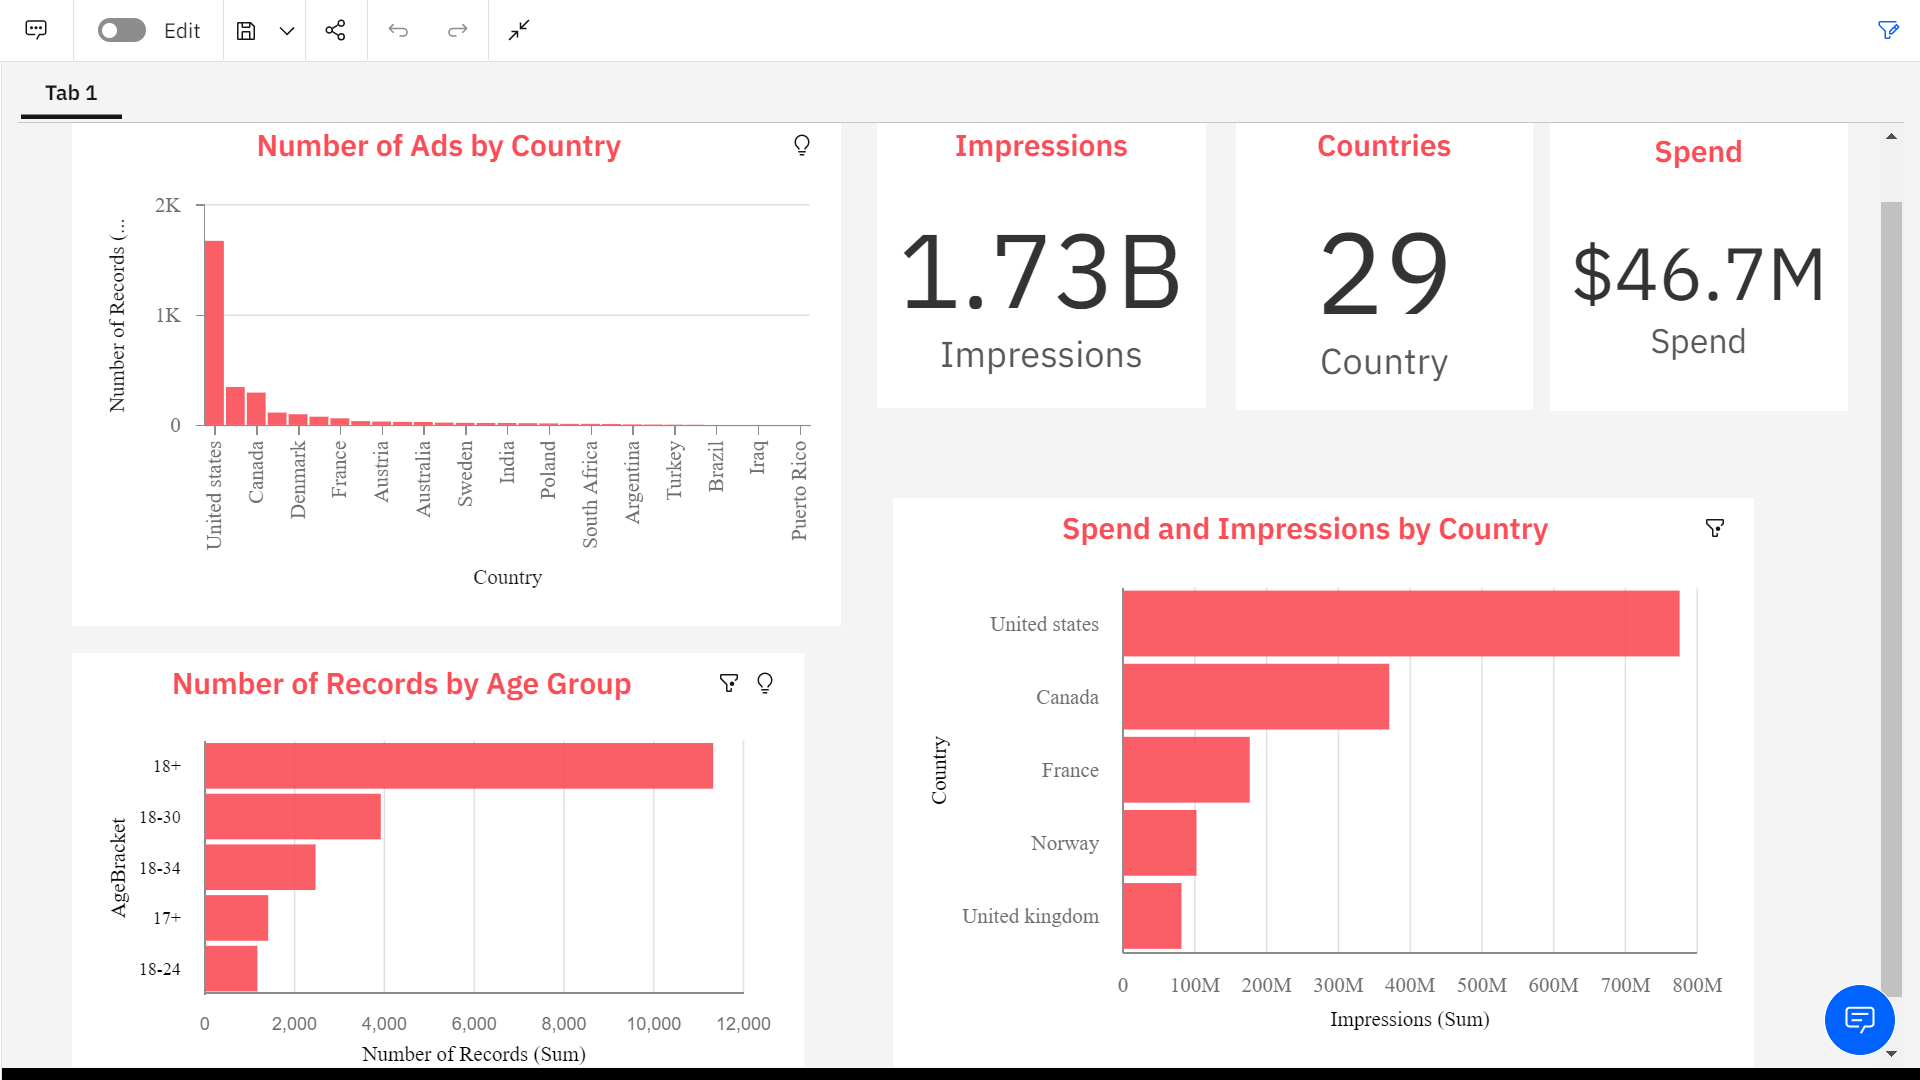 Edit
Tab 1
Number of Ads by Country
Number of Records (...
2K
1K
0
United states
Canada
Denmark
France
Austria
Australia
Sweden
India
Poland
South Africa
Argentina
Turkey
Brazil
Iraq
Puerto Rico
Country
Impressions
1.73B
Impressions
Countries
29
Country
Spend
$46.7M
Spend
Number of Records by Age Group
AgeBracket
18+
18-30
18-34
17+
18-24
0
2,000
4,000
6,000
8,000
10,000
12,000
Number of Records (Sum)
Spend and Impressions by Country
Country
United states
Canada
France
Norway
United kingdom
0
100M
200M
300M
400M
500M
600M
700M
800M
Impressions (Sum)